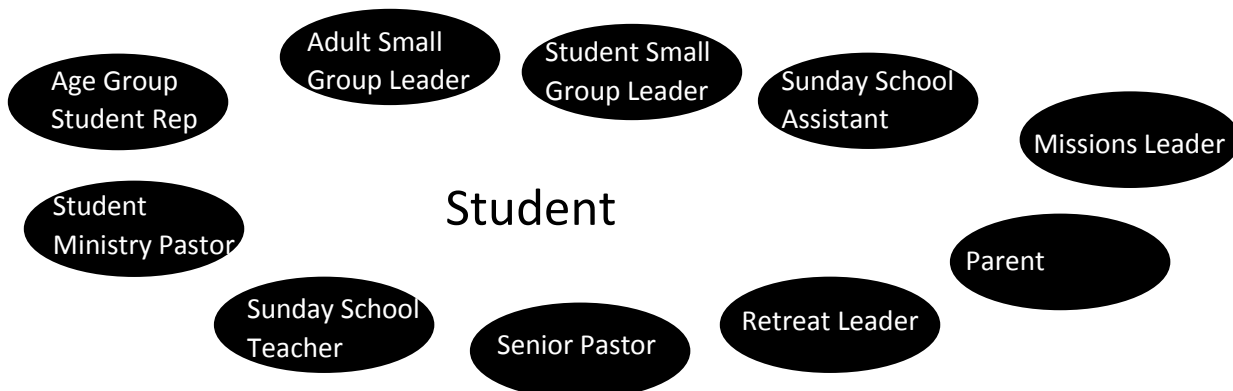 Age Group
Student Rep
Adult Small
Group Leader
Student Small
Group Leader
Sunday School
Assistant
Missions Leader
Student
Ministry Pastor
Student
Parent
Sunday School
Teacher
Senior Pastor
Retreat Leader